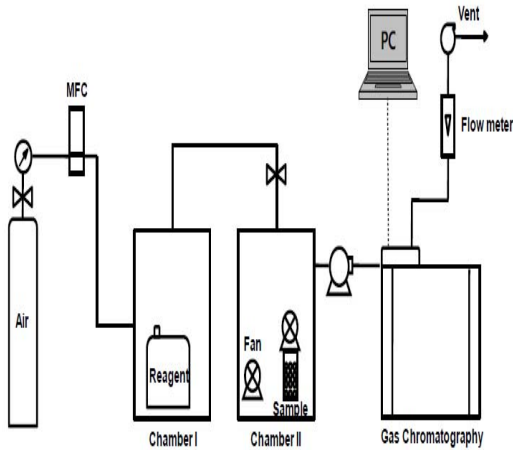 Vent
PC
MFC
Flow meter
Air
Reagent
Fan
Sample
Chamber I
Chamber II
Gas Chromatography